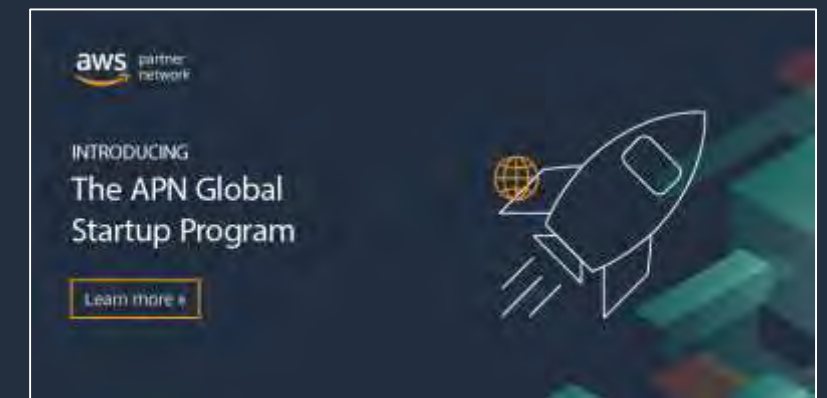 aws partner
network
INTRODUCING
The APN Global
Startup Program
Learn more »